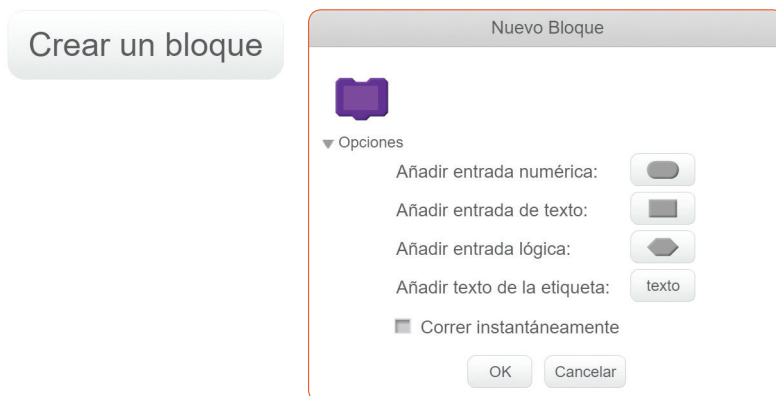 Crear un bloque
Nuevo Bloque
Opciones
Añadir entrada numérica:
Añadir entrada de texto:
Añadir entrada lógica:
Añadir texto de la etiqueta: texto
Correr instantáneamente
OK Cancelar